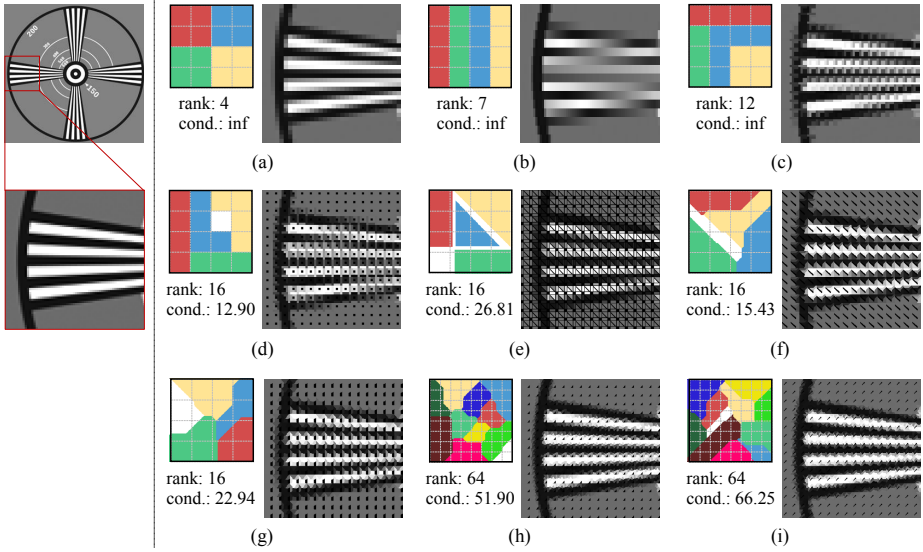 200
150
rank: 4
cond.: inf
(a)
rank: 7
cond.: inf
(b)
rank: 12
cond.: inf
(c)
rank: 16
cond.: 12.90
(d)
rank: 16
cond.: 26.81
(e)
rank: 16
cond.: 15.43
(f)
rank: 16
cond.: 22.94
(g)
rank: 64
cond.: 51.90
(h)
rank: 64
cond.: 66.25
(i)